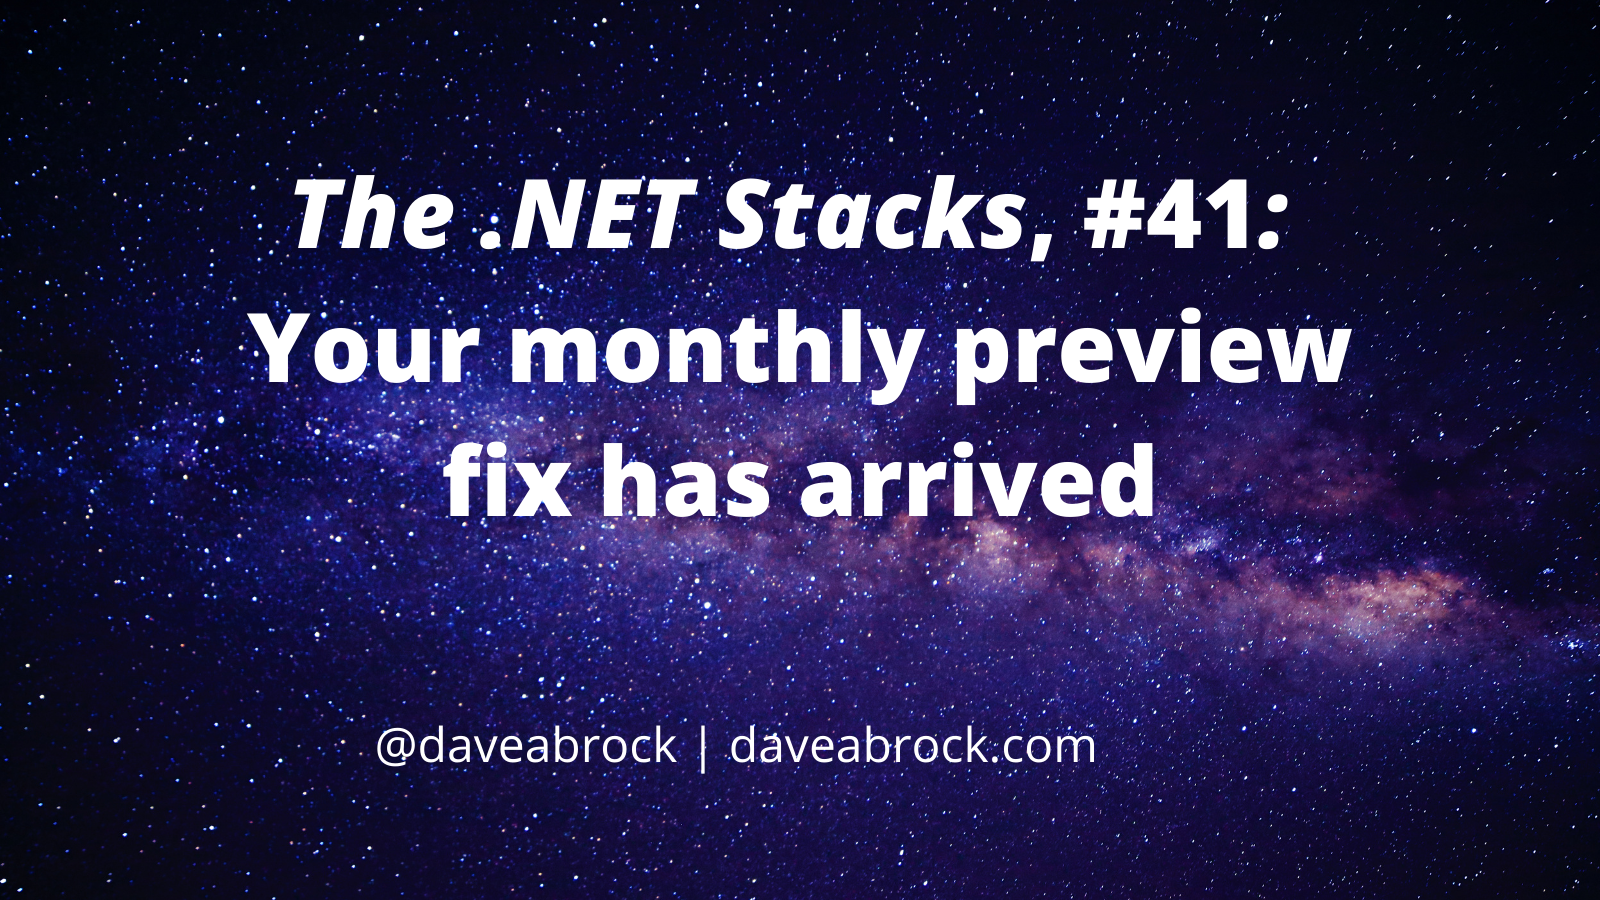 The .NET Stacks, #41:
Your monthly preview
fix has arrived
@daveabrock | daveabrock.com